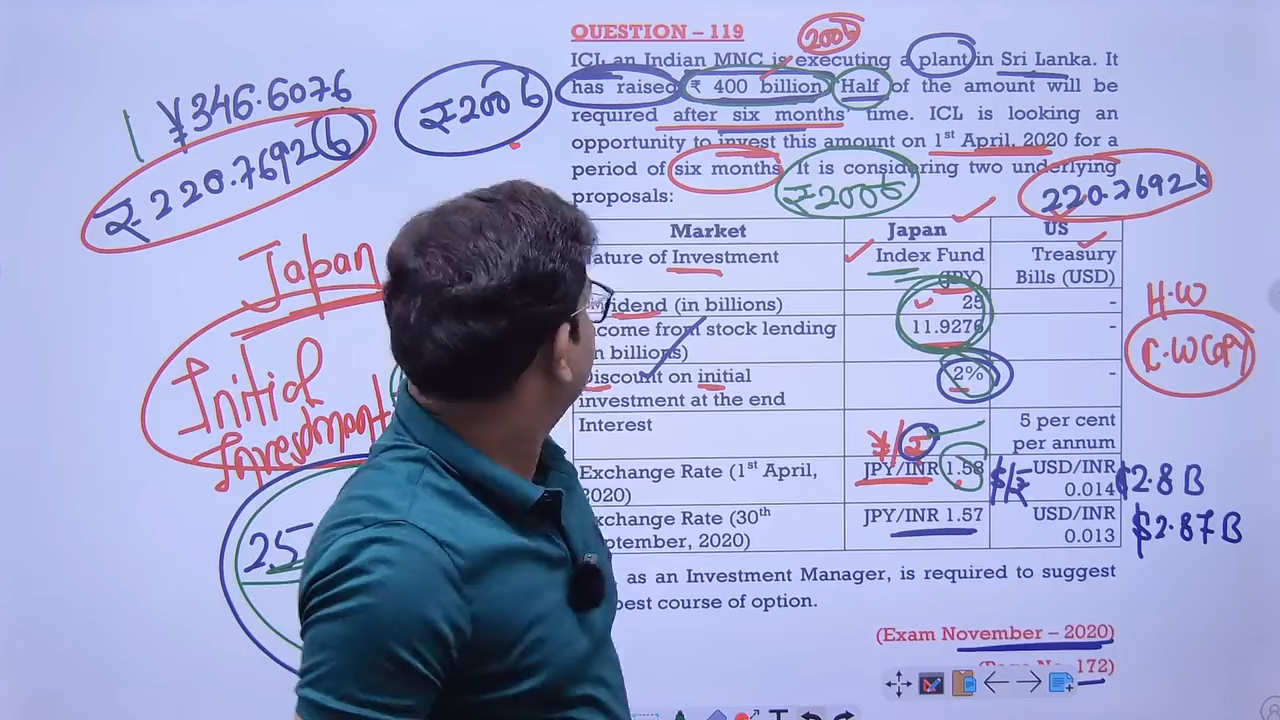 QUESTION – 119
200b
ICL an Indian MNC is executing a plant in Sri Lanka. It
has raised ₹ 400 billion Half of the amount will be
required after six months' time. ICL is looking an
opportunity to invest this amount on 1st April, 2020 for a
period of six months. It is considering two underlying
proposals:
₹200b
220.7692b
Market Japan US
Nature of Investment Index Fund (JPY) Treasury Bills (USD)
Dividend (in billions) 25 -
Income from stock lending (in billions) 11.9276 -
Discount on initial investment at the end 2% -
Interest 5 per cent per annum
¥/₹
Exchange Rate (1st April, 2020) JPY/INR 1.58 USD/INR 0.014
$/₹
$2.8 B
Exchange Rate (30th September, 2020) JPY/INR 1.57 USD/INR 0.013
$2.87 B
, as an Investment Manager, is required to suggest
best course of option.
(Exam November – 2020)
172)
¥346.6076
₹220.7692b
₹200b
Japan
Initial
Investment
25
H.W
C.W COPY